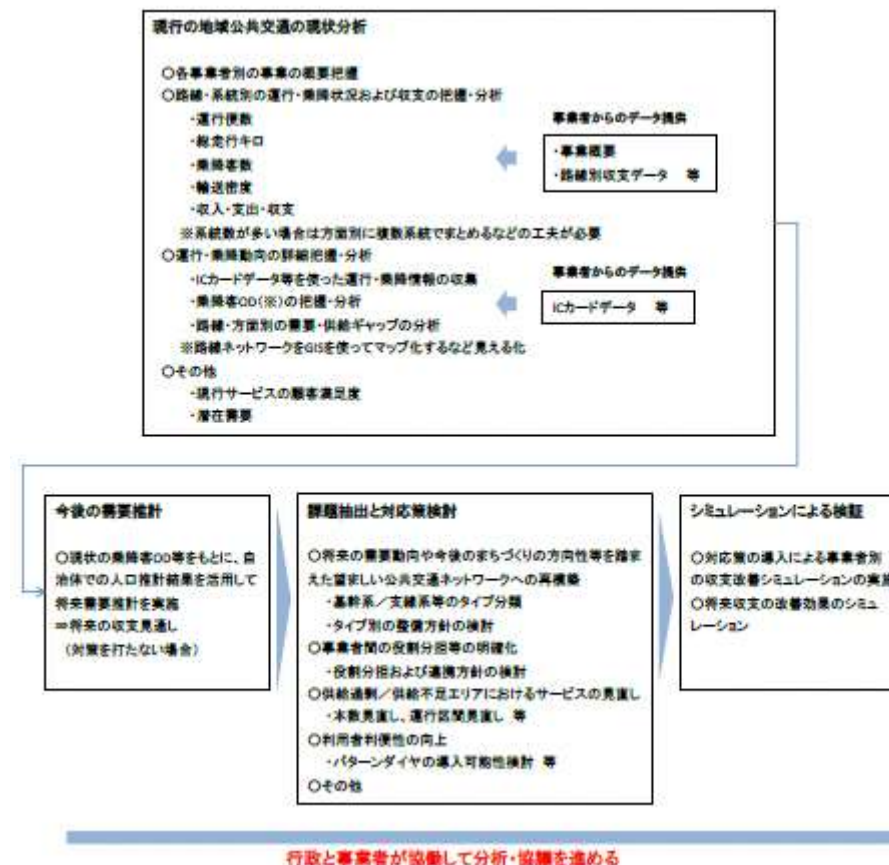 現行の地域公共交通の現状分析
○各事業者別の事業の概要把握
○路線・系統別の運行・乗降状況および収支の把握・分析
・運行便数
・総走行キロ
・乗降客数
・輸送密度
・収入・支出・収支
※系統数が多い場合は方面別に複数系統でまとめるなどの工夫が必要
○運行・乗降動向の詳細把握・分析
・ICカードデータ等を使った運行・乗降情報の収集
・乗降客OD(※)の把握・分析
・路線・方面別の需要・供給ギャップの分析
※路線ネットワークをGISを使ってマップ化するなど見える化
○その他
・現行サービスの顧客満足度
・潜在需要
事業者からのデータ提供
・事業概要
・路線別収支データ 等
事業者からのデータ提供
ICカードデータ 等
今後の需要推計
○現状の乗降客OD等をもとに、自
治体での人口推計結果を活用して
将来需要推計を実施
⇒将来の収支見通し
(対策を打たない場合)
課題抽出と対応策検討
○将来の需要動向や今後のまちづくりの方向性等を踏ま
えた望ましい公共交通ネットワークへの再構築
・基幹系/支線系等のタイプ分類
・タイプ別の整備方針の検討
○事業者間の役割分担等の明確化
・役割分担および連携方針の検討
○供給過剰/供給不足エリアにおけるサービスの見直し
・本数見直し、運行区間見直し 等
○利用者利便性の向上
・パターンダイヤの導入可能性検討 等
○その他
シミュレーションによる検証
○対応策の導入による事業者別
の収支改善シミュレーションの実施
○将来収支の改善効果のシミュ
レーション
行政と事業者が協働して分析・協議を進める